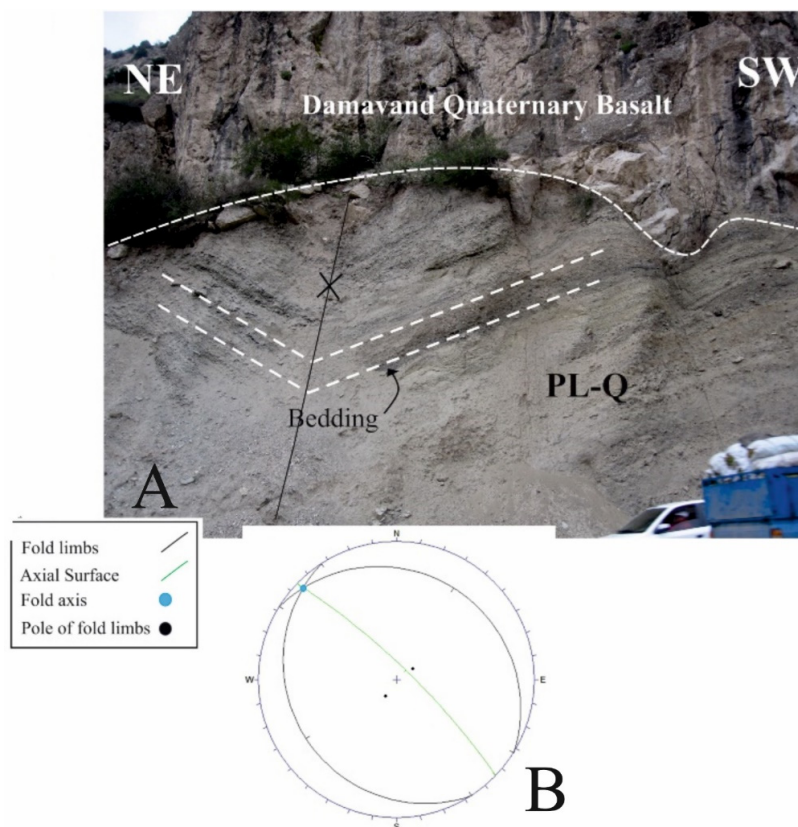 NE
SW
Damavand Quaternary Basalt
PL-Q
Bedding
A
Fold limbs
Axial Surface
Fold axis
Pole of fold limbs
N
W
E
S
B